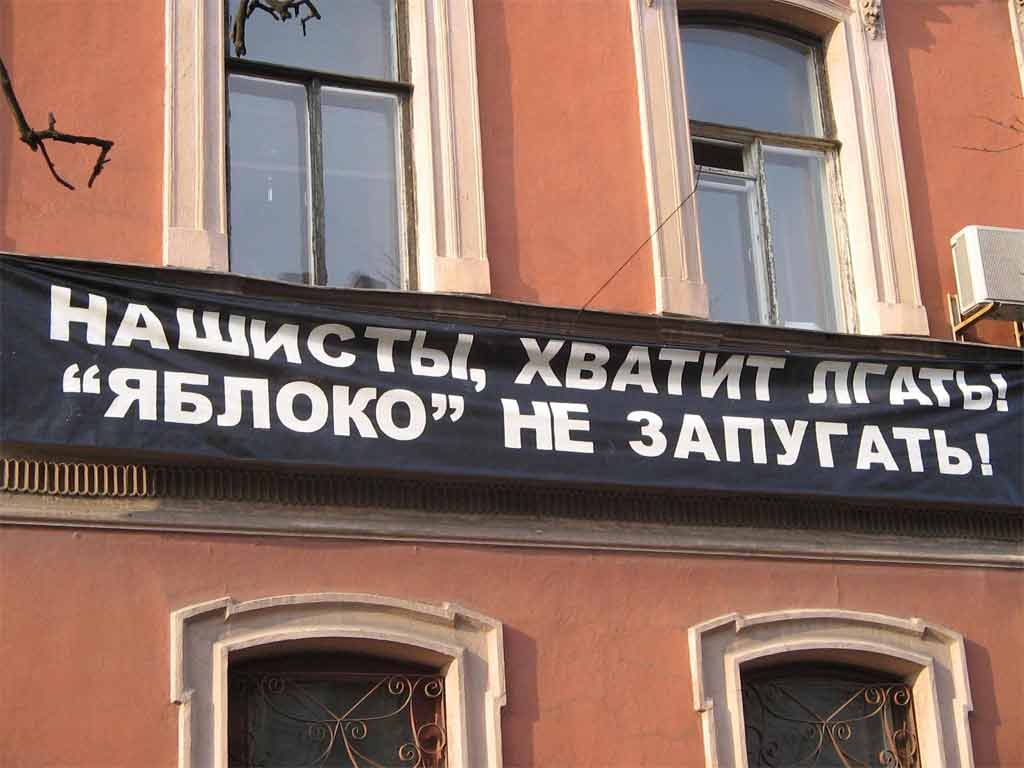 НАШИСТЫ, ХВАТИТ ЛГАТЬ!
“ЯБЛОКО” НЕ ЗАПУГАТЬ!